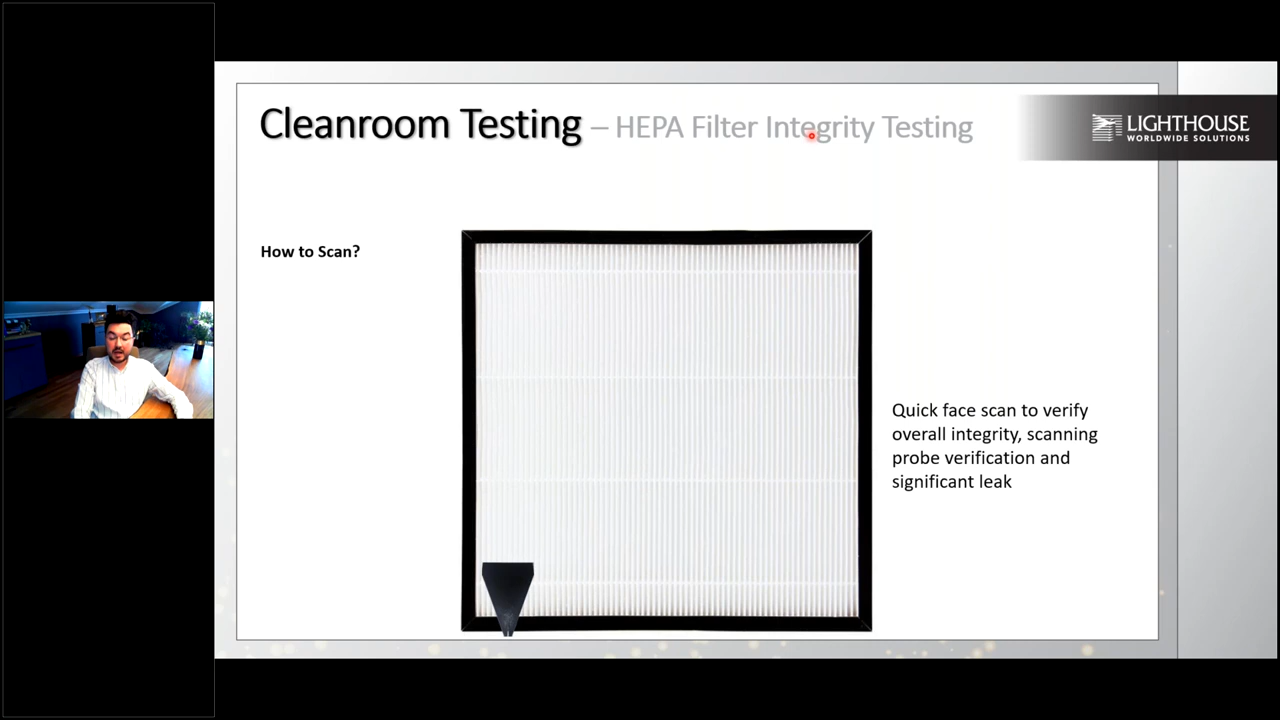 Cleanroom Testing – HEPA Filter Integrity Testing
LIGHTHOUSE
WORLDWIDE SOLUTIONS
How to Scan?
Quick face scan to verify
overall integrity, scanning
probe verification and
significant leak